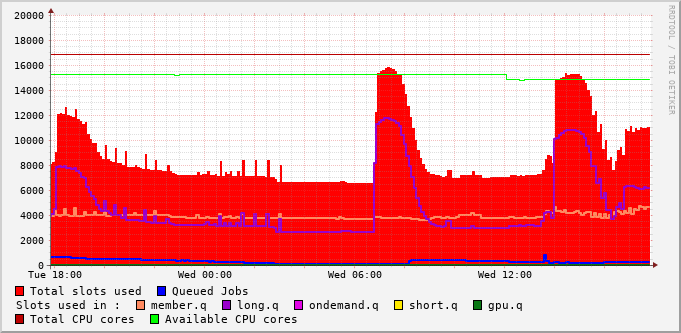 20000
18000
16000
14000
12000
10000
8000
6000
4000
2000
0
Tue 18:00 Wed 00:00 Wed 06:00 Wed 12:00
RRDTOOL / TOBI OETIKER
Total slots used Queued Jobs
Slots used in : member.q long.q ondemand.q short.q gpu.q
Total CPU cores Available CPU cores